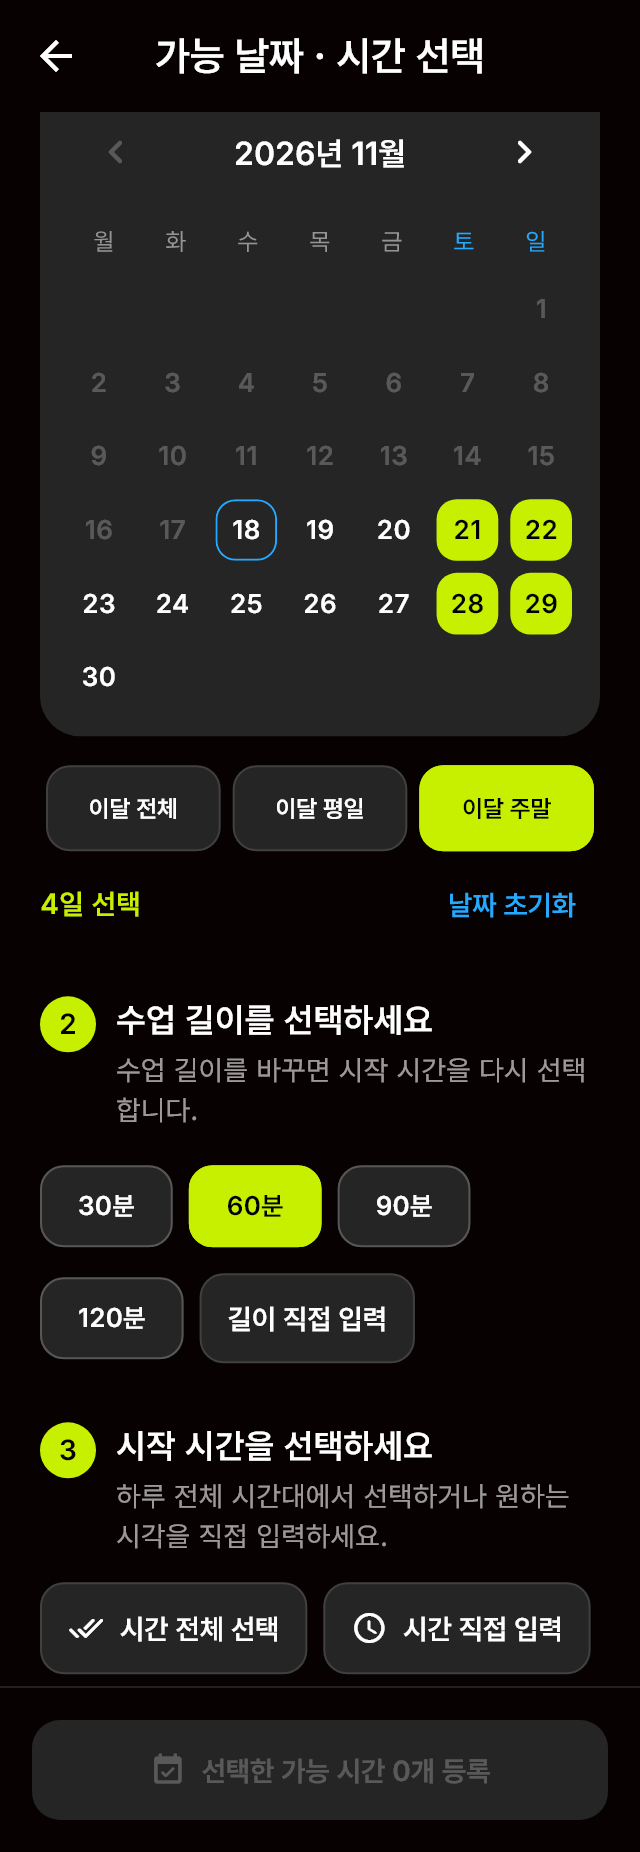 가능 날짜 · 시간 선택
2026년 11월
월 화 수 목 금 토 일
1
2 3 4 5 6 7 8
9 10 11 12 13 14 15
16 17 18 19 20 21 22
23 24 25 26 27 28 29
30
이달 전체 이달 평일 이달 주말
4일 선택 날짜 초기화
2 수업 길이를 선택하세요
수업 길이를 바꾸면 시작 시간을 다시 선택
합니다.
30분 60분 90분
120분 길이 직접 입력
3 시작 시간을 선택하세요
하루 전체 시간대에서 선택하거나 원하는
시각을 직접 입력하세요.
시간 전체 선택 시간 직접 입력
선택한 가능 시간 0개 등록